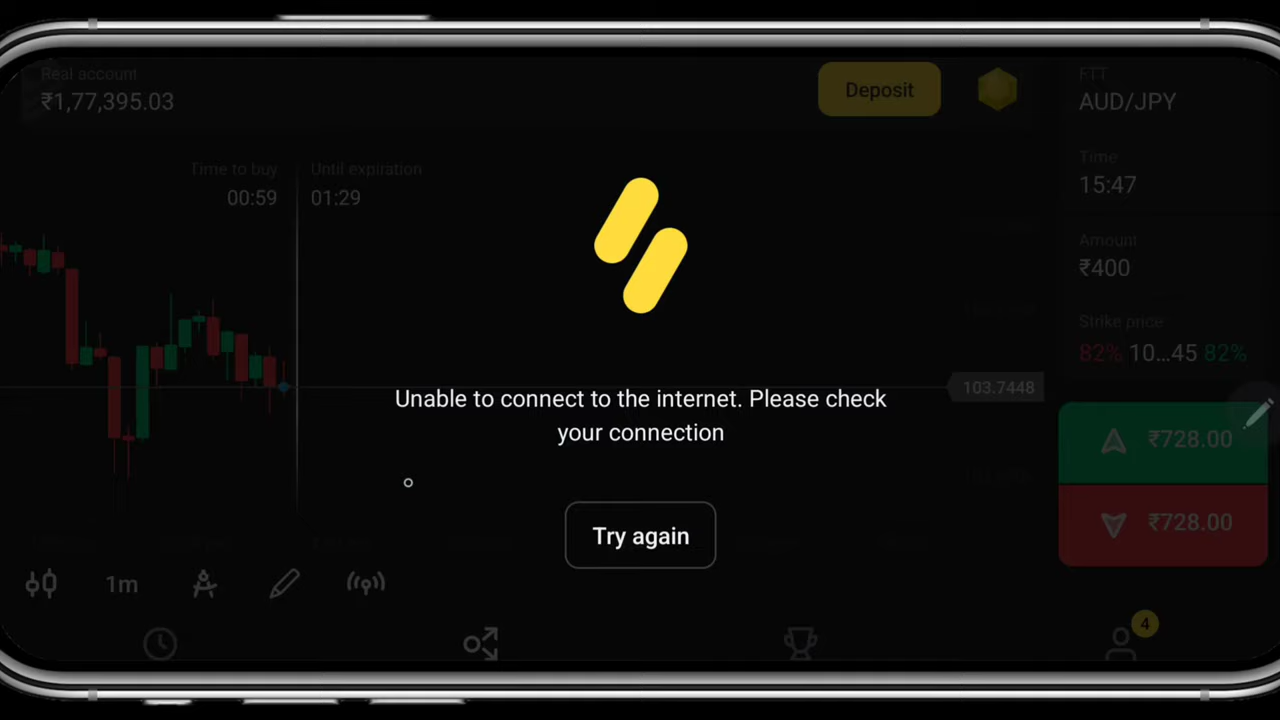 Real account
₹1,77,395.03
Deposit
FTT
AUD/JPY
Time to buy
00:59
Until expiration
01:29
Time
15:47
Amount
₹400
Strike price
82% 10...45 82%
103.7448
Unable to connect to the internet. Please check
your connection
₹728.00
₹728.00
Try again
1m
4